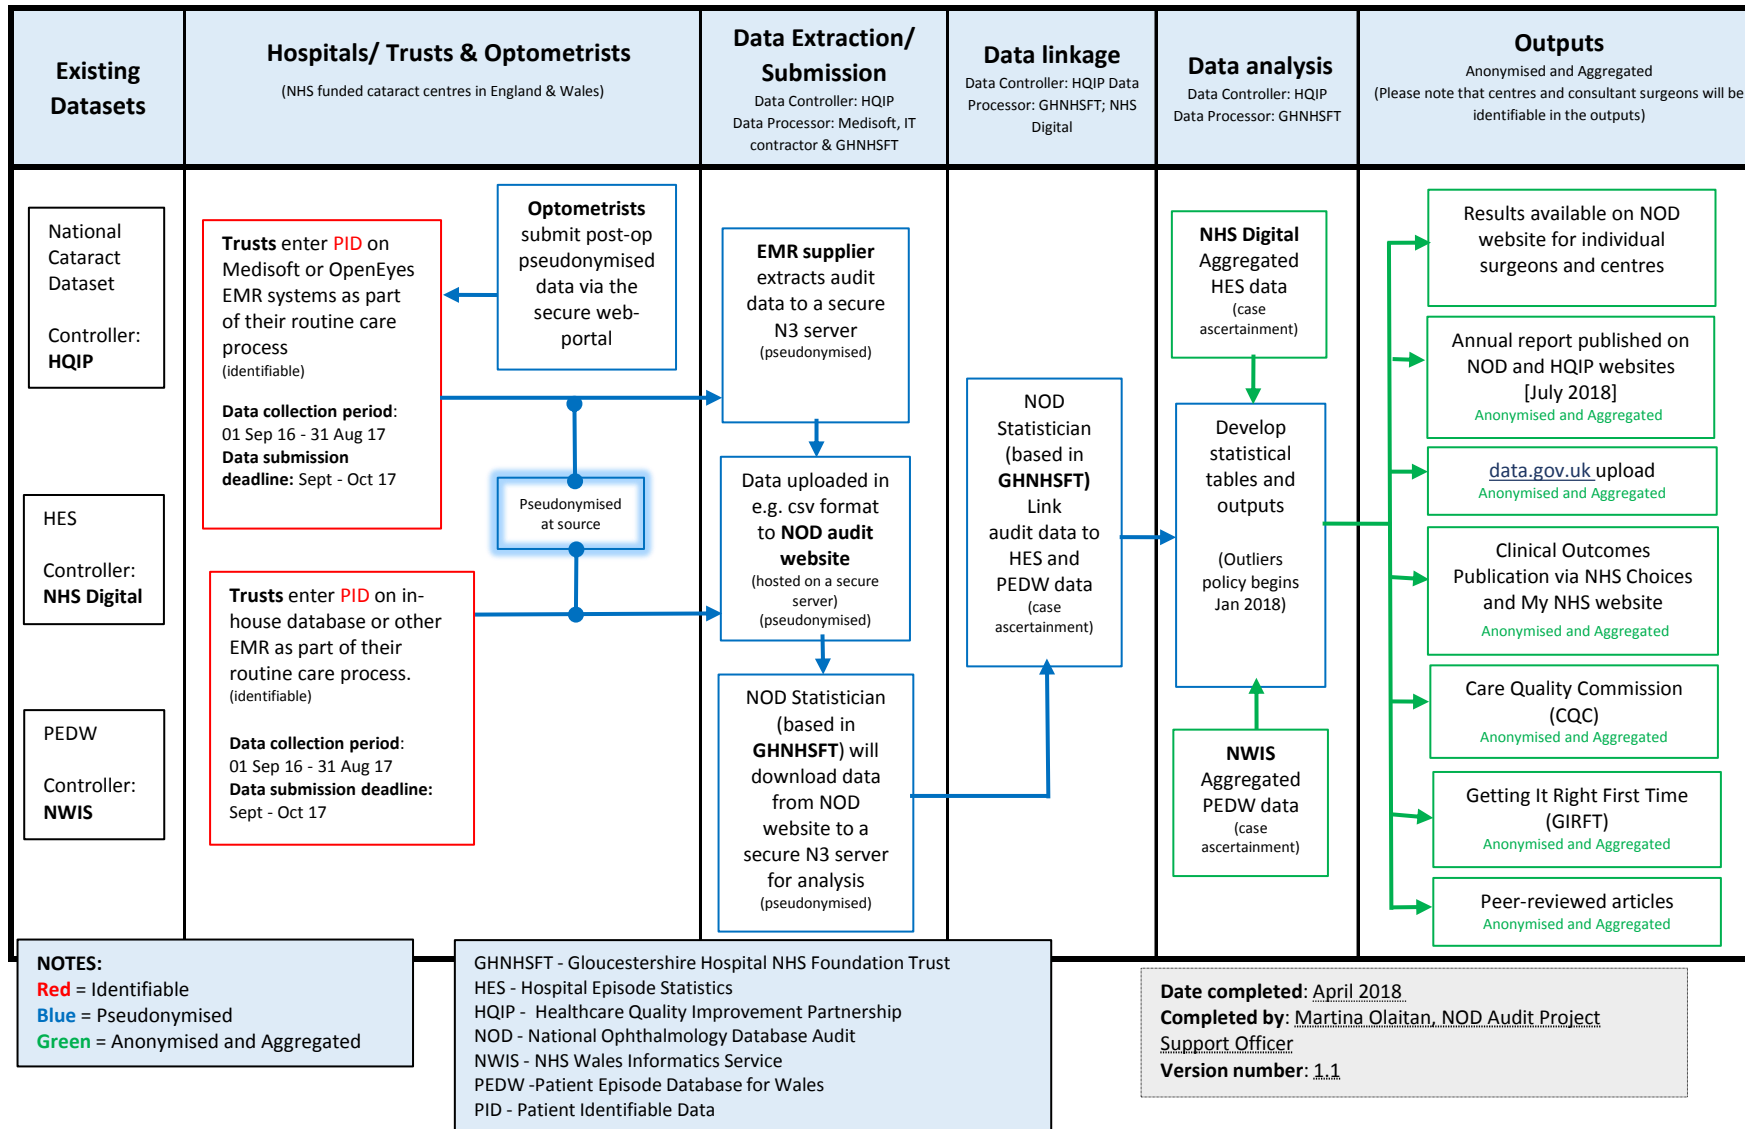 Existing
Datasets
Hospitals/ Trusts & Optometrists
(NHS funded cataract centres in England & Wales)
Data Extraction/
Submission
Data Controller: HQIP
Data Processor: Medisoft, IT
contractor & GHNHSFT
Data linkage
Data Controller: HQIP Data
Processor: GHNHSFT; NHS
Digital
Data analysis
Data Controller: HQIP
Data Processor: GHNHSFT
Outputs
Anonymised and Aggregated
(Please note that centres and consultant surgeons will be
identifiable in the outputs)
National
Cataract
Dataset
Controller:
HQIP
HES
Controller:
NHS Digital
PEDW
Controller:
NWIS
Trusts enter PID on
Medisoft or OpenEyes
EMR systems as part
of their routine care
process
(identifiable)
Data collection period:
01 Sep 16 - 31 Aug 17
Data submission
deadline: Sept - Oct 17
Optometrists
submit post-op
pseudonymised
data via the
secure web-
portal
Pseudonymised
at source
Trusts enter PID on in-
house database or other
EMR as part of their
routine care process.
(identifiable)
Data collection period:
01 Sep 16 - 31 Aug 17
Data submission deadline:
Sept - Oct 17
EMR supplier
extracts audit
data to a secure
N3 server
(pseudonymised)
Data uploaded in
e.g. csv format
to NOD audit
website
(hosted on a secure
server)
(pseudonymised)
NOD Statistician
(based in
GHNHSFT) will
download data
from NOD
website to a
secure N3 server
for analysis
(pseudonymised)
NOD
Statistician
(based in
GHNHSFT)
Link
audit data to
HES and
PEDW data
(case
ascertainment)
NHS Digital
Aggregated
HES data
(case
ascertainment)
Develop
statistical
tables and
outputs
(Outliers
policy begins
Jan 2018)
NWIS
Aggregated
PEDW data
(case
ascertainment)
Results available on NOD
website for individual
surgeons and centres
Annual report published on
NOD and HQIP websites
[July 2018]
Anonymised and Aggregated
data.gov.uk upload
Anonymised and Aggregated
Clinical Outcomes
Publication via NHS Choices
and My NHS website
Anonymised and Aggregated
Care Quality Commission
(CQC)
Anonymised and Aggregated
Getting It Right First Time
(GIRFT)
Anonymised and Aggregated
Peer-reviewed articles
Anonymised and Aggregated
NOTES:
Red = Identifiable
Blue = Pseudonymised
Green = Anonymised and Aggregated
GHNHSFT - Gloucestershire Hospital NHS Foundation Trust
HES - Hospital Episode Statistics
HQIP - Healthcare Quality Improvement Partnership
NOD - National Ophthalmology Database Audit
NWIS - NHS Wales Informatics Service
PEDW -Patient Episode Database for Wales
PID - Patient Identifiable Data
Date completed: April 2018
Completed by: Martina Olaitan, NOD Audit Project
Support Officer
Version number: 1.1